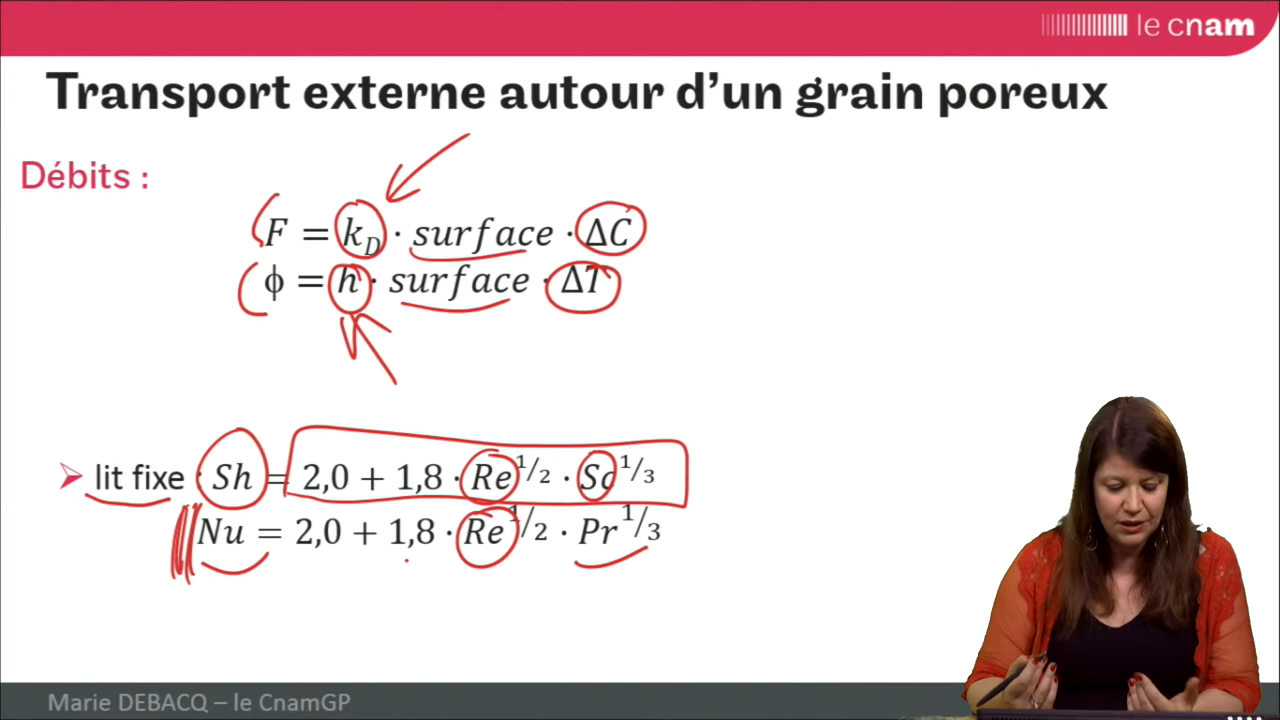 le cnam
Transport externe autour d'un grain poreux
Débits :
F = k_D · surface · ΔC
ϕ = h · surface · ΔT
lit fixe : Sh = 2,0 + 1,8 · Re^1/2 · Sc^1/3
Nu = 2,0 + 1,8 · Re^1/2 · Pr^1/3
Marie DEBACQ – le CnamGP